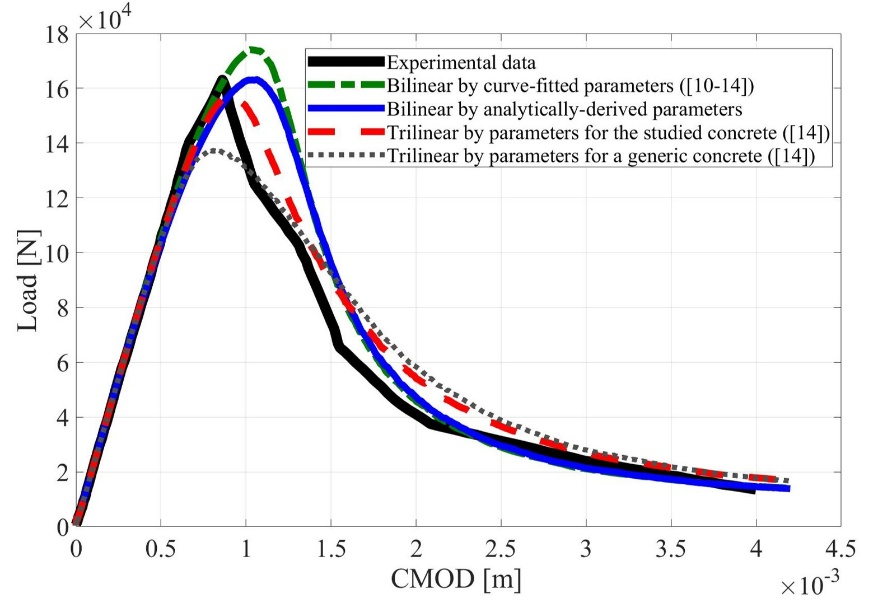 ×10⁴
18
16
14
12
10
8
6
4
2
0
Load [N]
Experimental data
Bilinear by curve-fitted parameters ([10-14])
Bilinear by analytically-derived parameters
Trilinear by parameters for the studied concrete ([14])
Trilinear by parameters for a generic concrete ([14])
0 0.5 1 1.5 2 2.5 3 3.5 4 4.5
CMOD [m]
×10⁻³